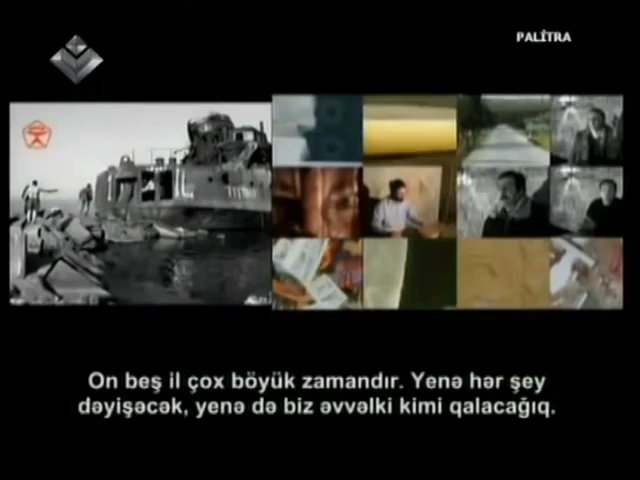 PALİTRA
On beş il çox böyük zamandır. Yenə hər şey
dəyişəcək, yenə də biz əvvəlki kimi qalacağıq.